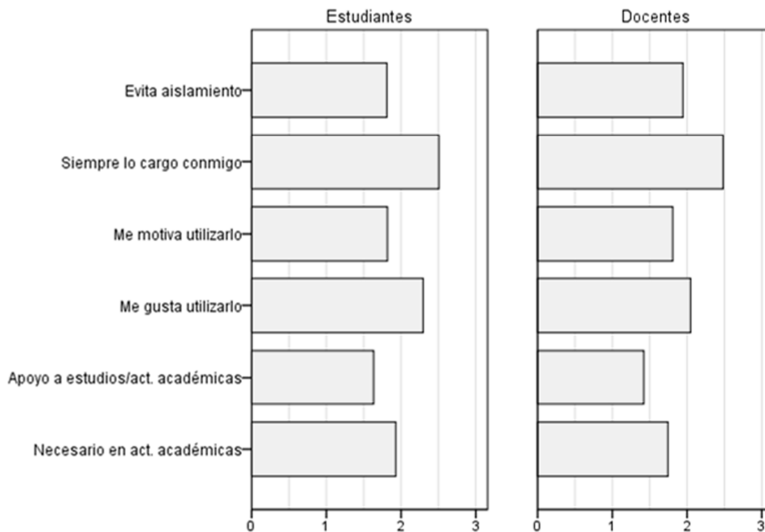 Estudiantes
Docentes
Evita aislamiento
Siempre lo cargo conmigo
Me motiva utilizarlo
Me gusta utilizarlo
Apoyo a estudios/act. académicas
Necesario en act. académicas
0 1 2 3
0 1 2 3